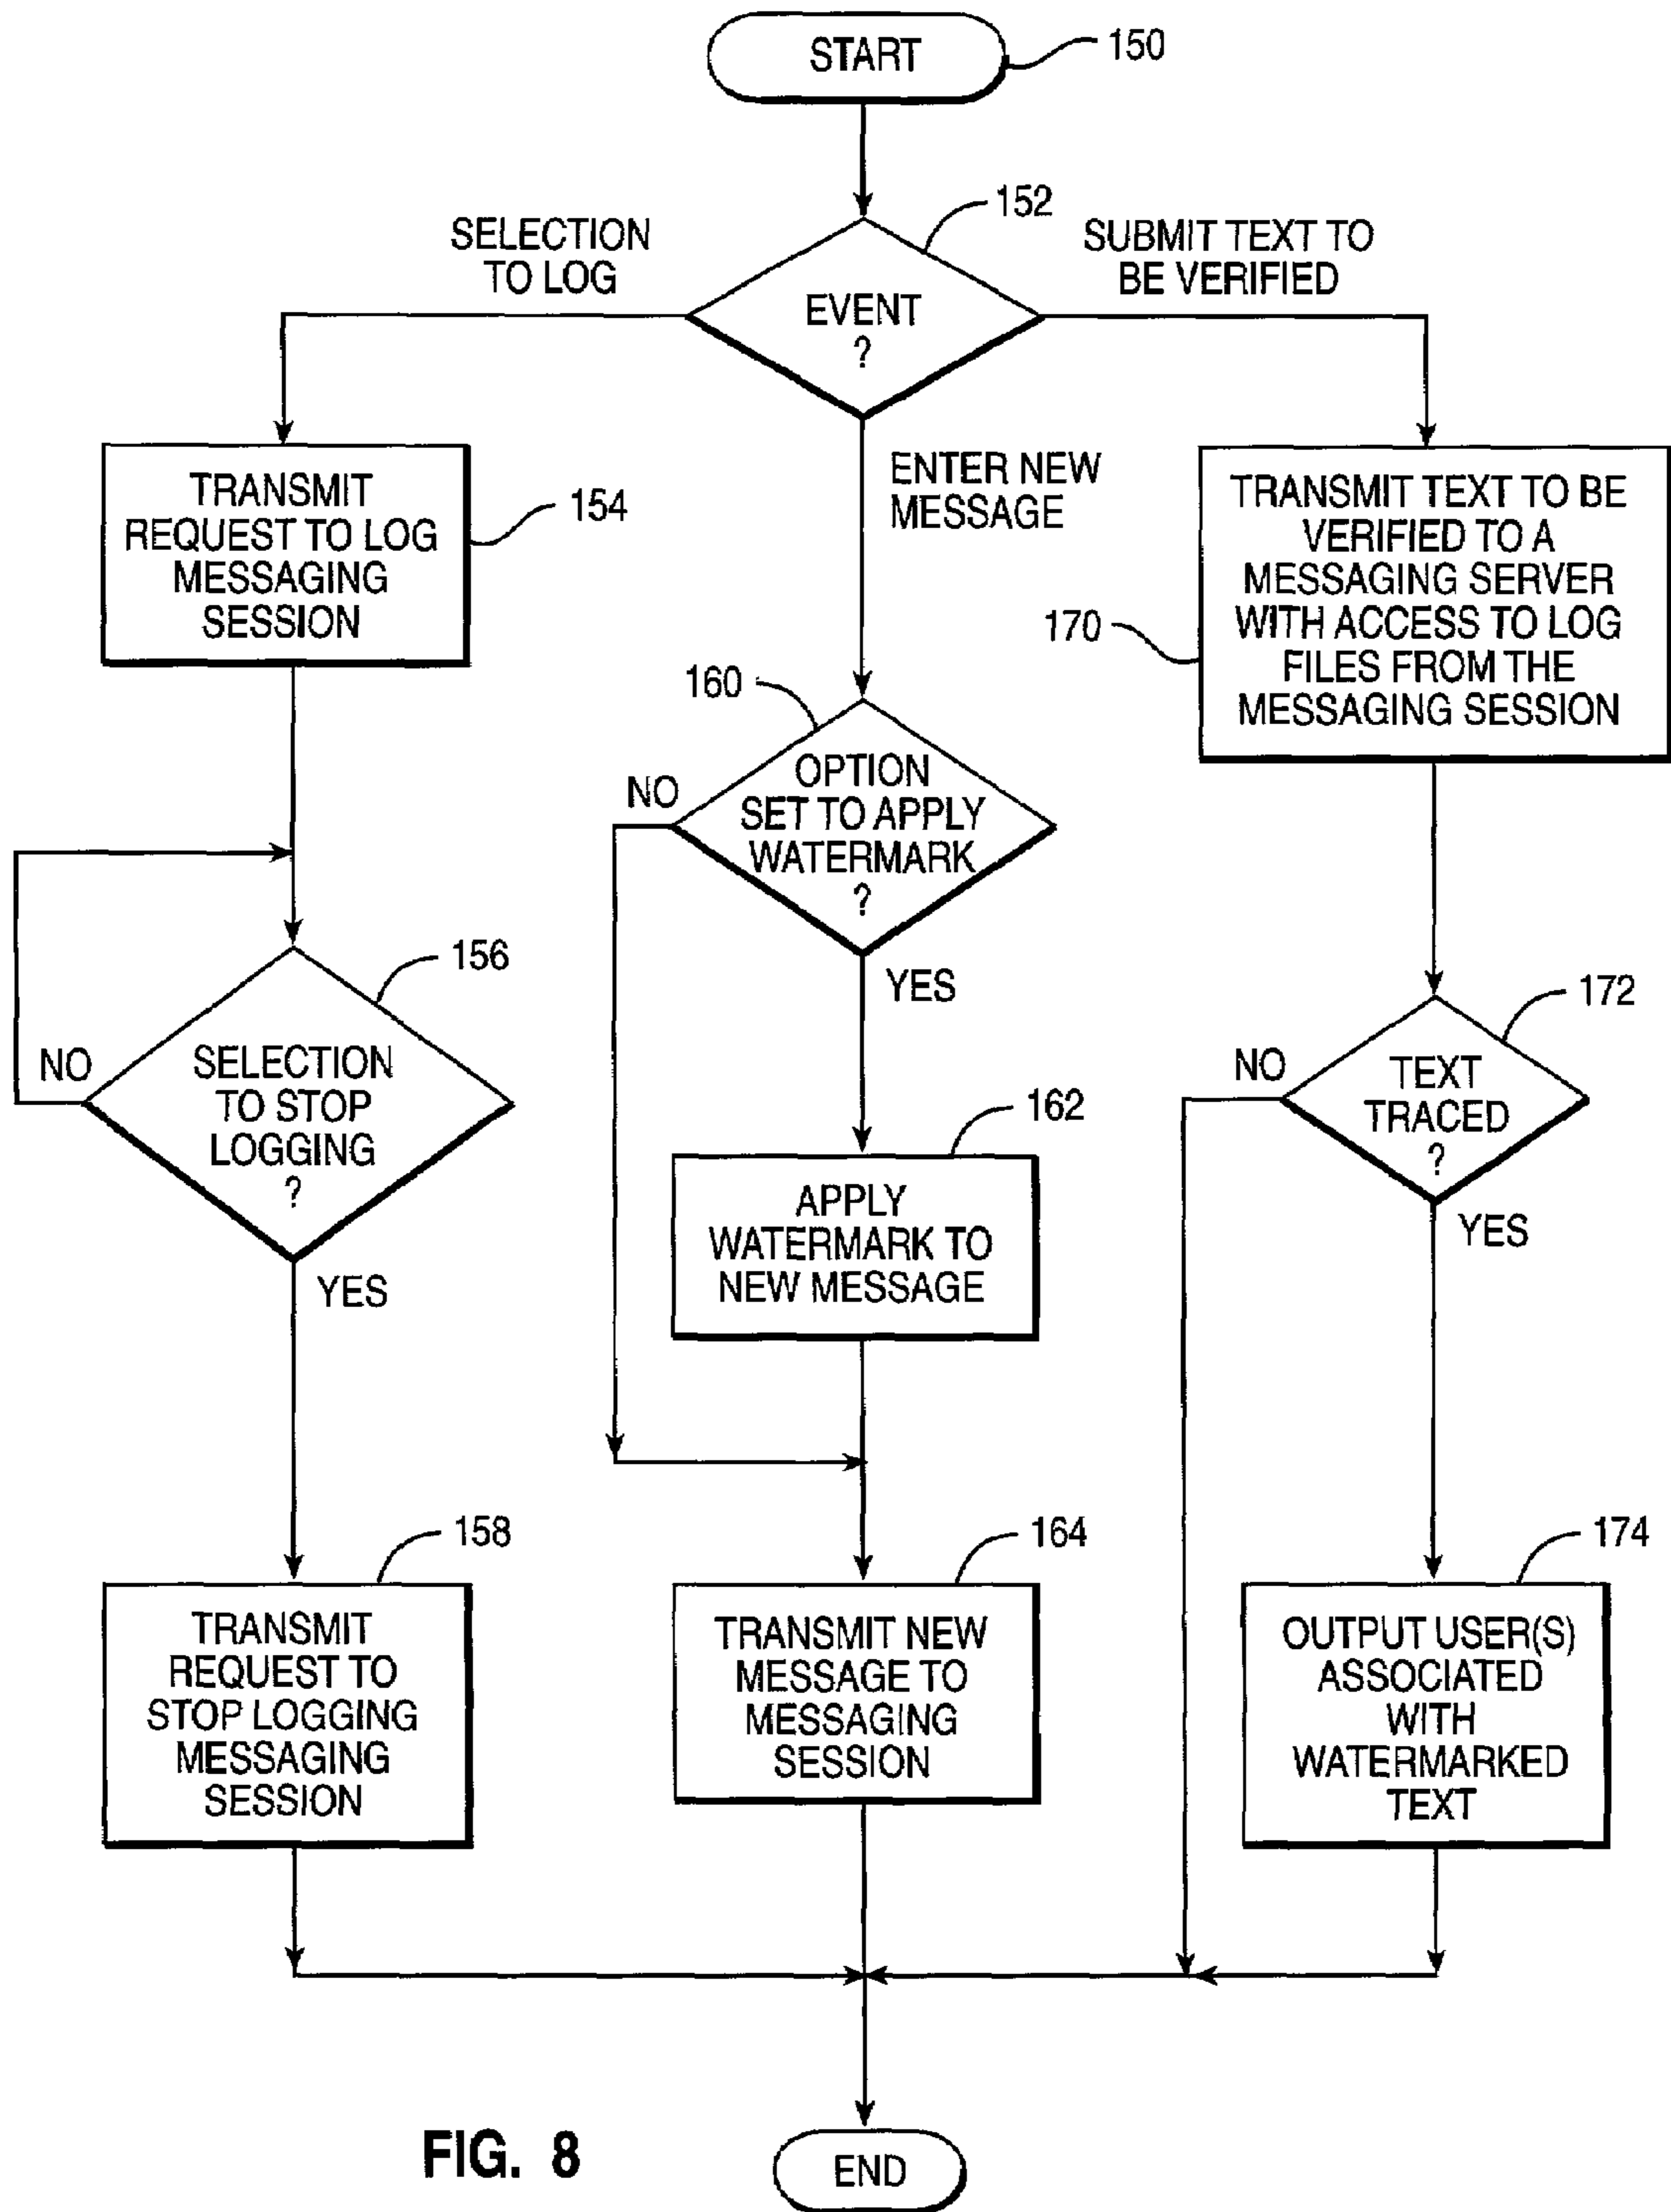 START
150
152
SELECTION
TO LOG
EVENT
?
SUBMIT TEXT TO
BE VERIFIED
TRANSMIT
REQUEST TO LOG
MESSAGING
SESSION
154
ENTER NEW
MESSAGE
TRANSMIT TEXT TO BE
VERIFIED TO A
MESSAGING SERVER
WITH ACCESS TO LOG
FILES FROM THE
MESSAGING SESSION
170
160
OPTION
SET TO APPLY
WATERMARK
?
NO
YES
156
SELECTION
TO STOP
LOGGING
?
NO
YES
162
APPLY
WATERMARK TO
NEW MESSAGE
172
TEXT
TRACED
?
NO
YES
158
TRANSMIT
REQUEST TO
STOP LOGGING
MESSAGING
SESSION
164
TRANSMIT NEW
MESSAGE TO
MESSAGING
SESSION
174
OUTPUT USER(S)
ASSOCIATED
WITH
WATERMARKED
TEXT
FIG. 8
END